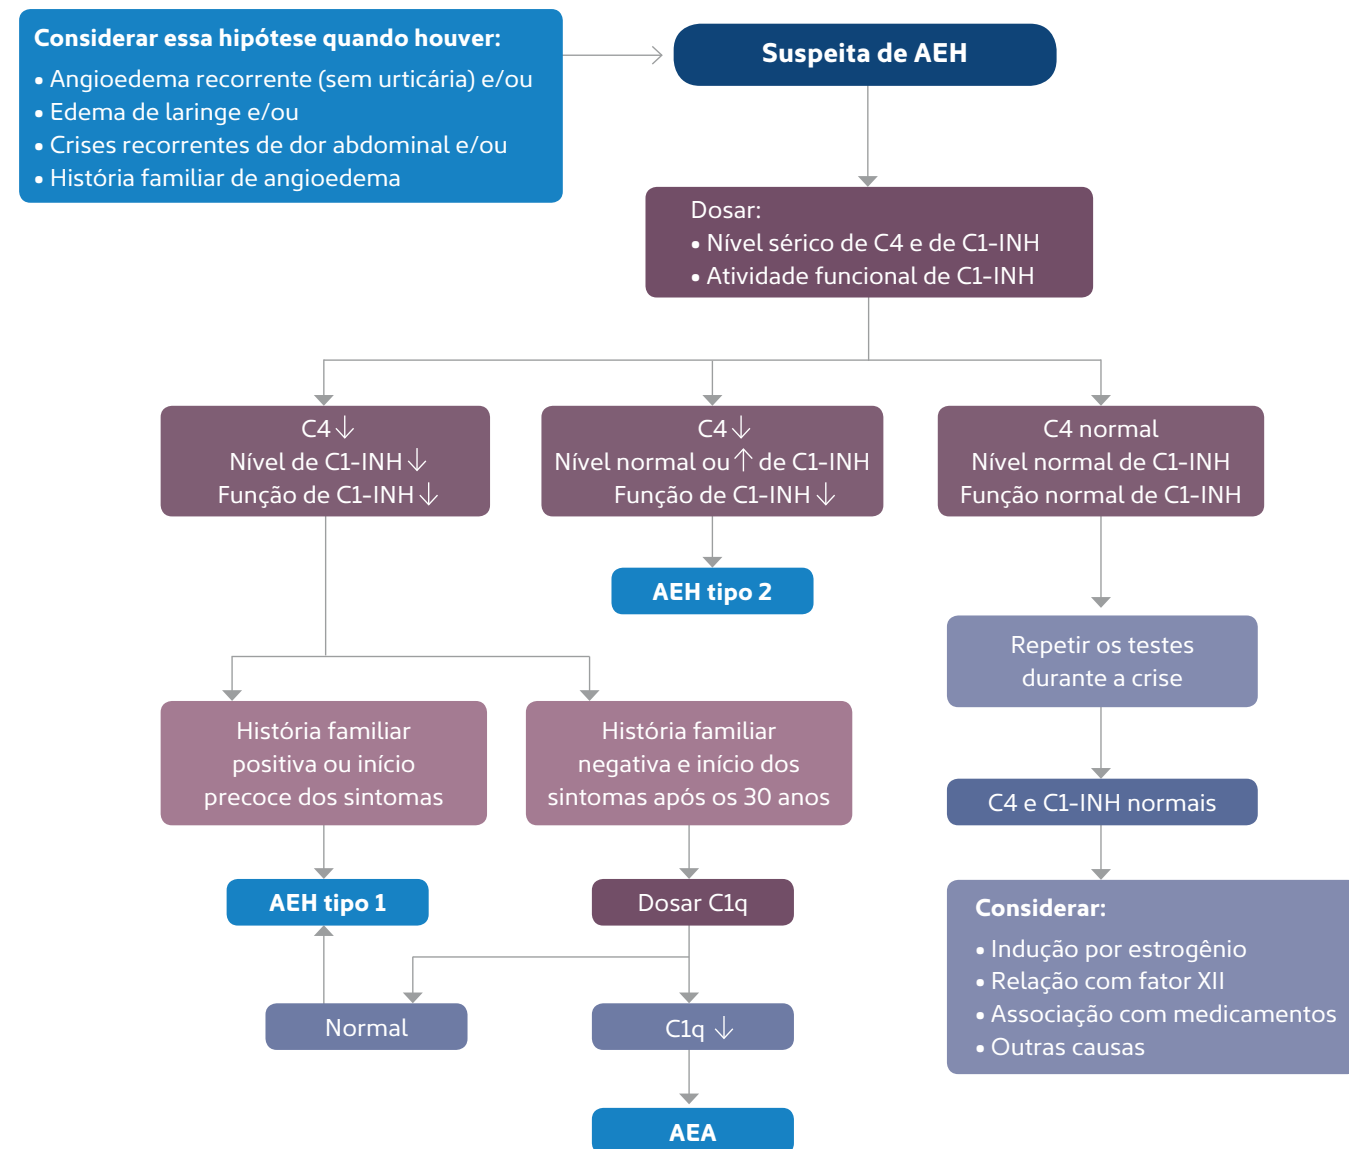 Considerar essa hipótese quando houver:
• Angioedema recorrente (sem urticária) e/ou
• Edema de laringe e/ou
• Crises recorrentes de dor abdominal e/ou
• História familiar de angioedema
Suspeita de AEH
Dosar:
• Nível sérico de C4 e de C1-INH
• Atividade funcional de C1-INH
C4 ↓
Nível de C1-INH ↓
Função de C1-INH ↓
C4 ↓
Nível normal ou ↑ de C1-INH
Função de C1-INH ↓
C4 normal
Nível normal de C1-INH
Função normal de C1-INH
AEH tipo 2
Repetir os testes
durante a crise
História familiar
positiva ou início
precoce dos sintomas
História familiar
negativa e início dos
sintomas após os 30 anos
C4 e C1-INH normais
AEH tipo 1
Dosar C1q
Considerar:
• Indução por estrogênio
• Relação com fator XII
• Associação com medicamentos
• Outras causas
Normal
C1q ↓
AEA